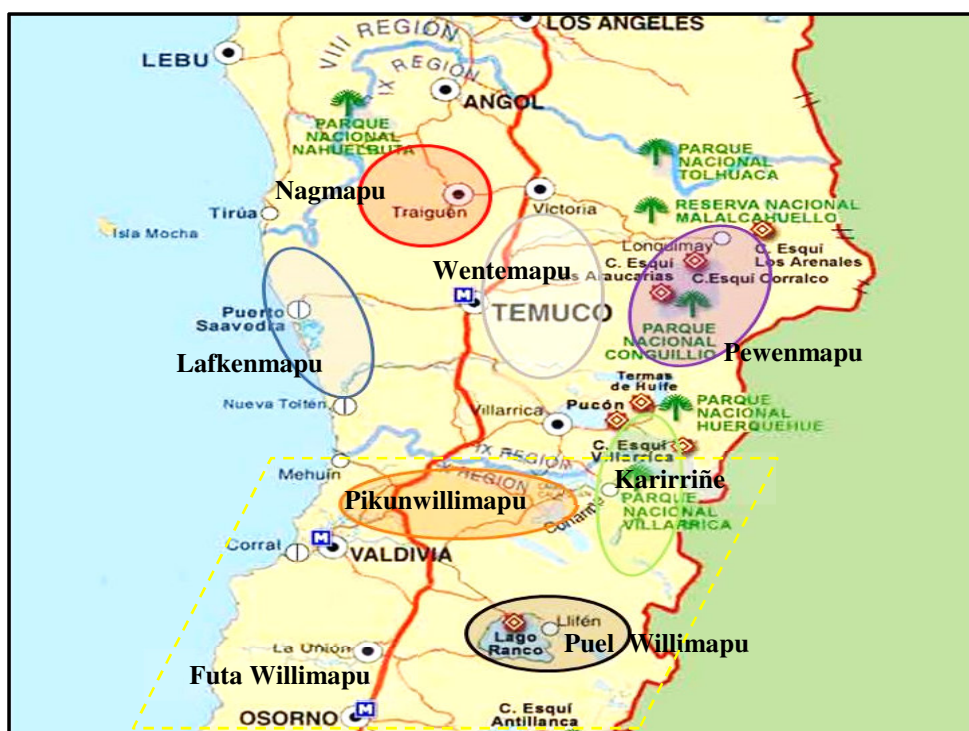 LOS ANGELES
LEBU
VIII REGION
IX REGION
ANGOL
PARQUE
NACIONAL
NAHUELBUTA
PARQUE
NACIONAL
TOLHUACA
Nagmapu
Traiguén
Victoria
RESERVA NACIONAL
MALALCAHUELLO
Tirúa
Isla Mocha
Lonquimay
C. Esquí
Los Arenales
C. Esquí
Araucarias
C.Esquí Corralco
Wentemapu
M
TEMUCO
Puerto
Saavedra
PARQUE
NACIONAL
CONGUILLIO
Pewenmapu
Lafkenmapu
Termas
de Huife
Nueva Toltén
Villarrica
Pucón
PARQUE
NACIONAL
HUERQUEHUE
C. Esquí
Villarrica
IX REGION
X REGION
Mehuín
Karirriñe
Pikunwillimapu
Coñaripe
PARQUE
NACIONAL
VILLARRICA
M
Corral
VALDIVIA
Llifén
Lago
Ranco
Puel Willimapu
La Unión
Futa Willimapu
M
OSORNO
C. Esquí
Antillanca